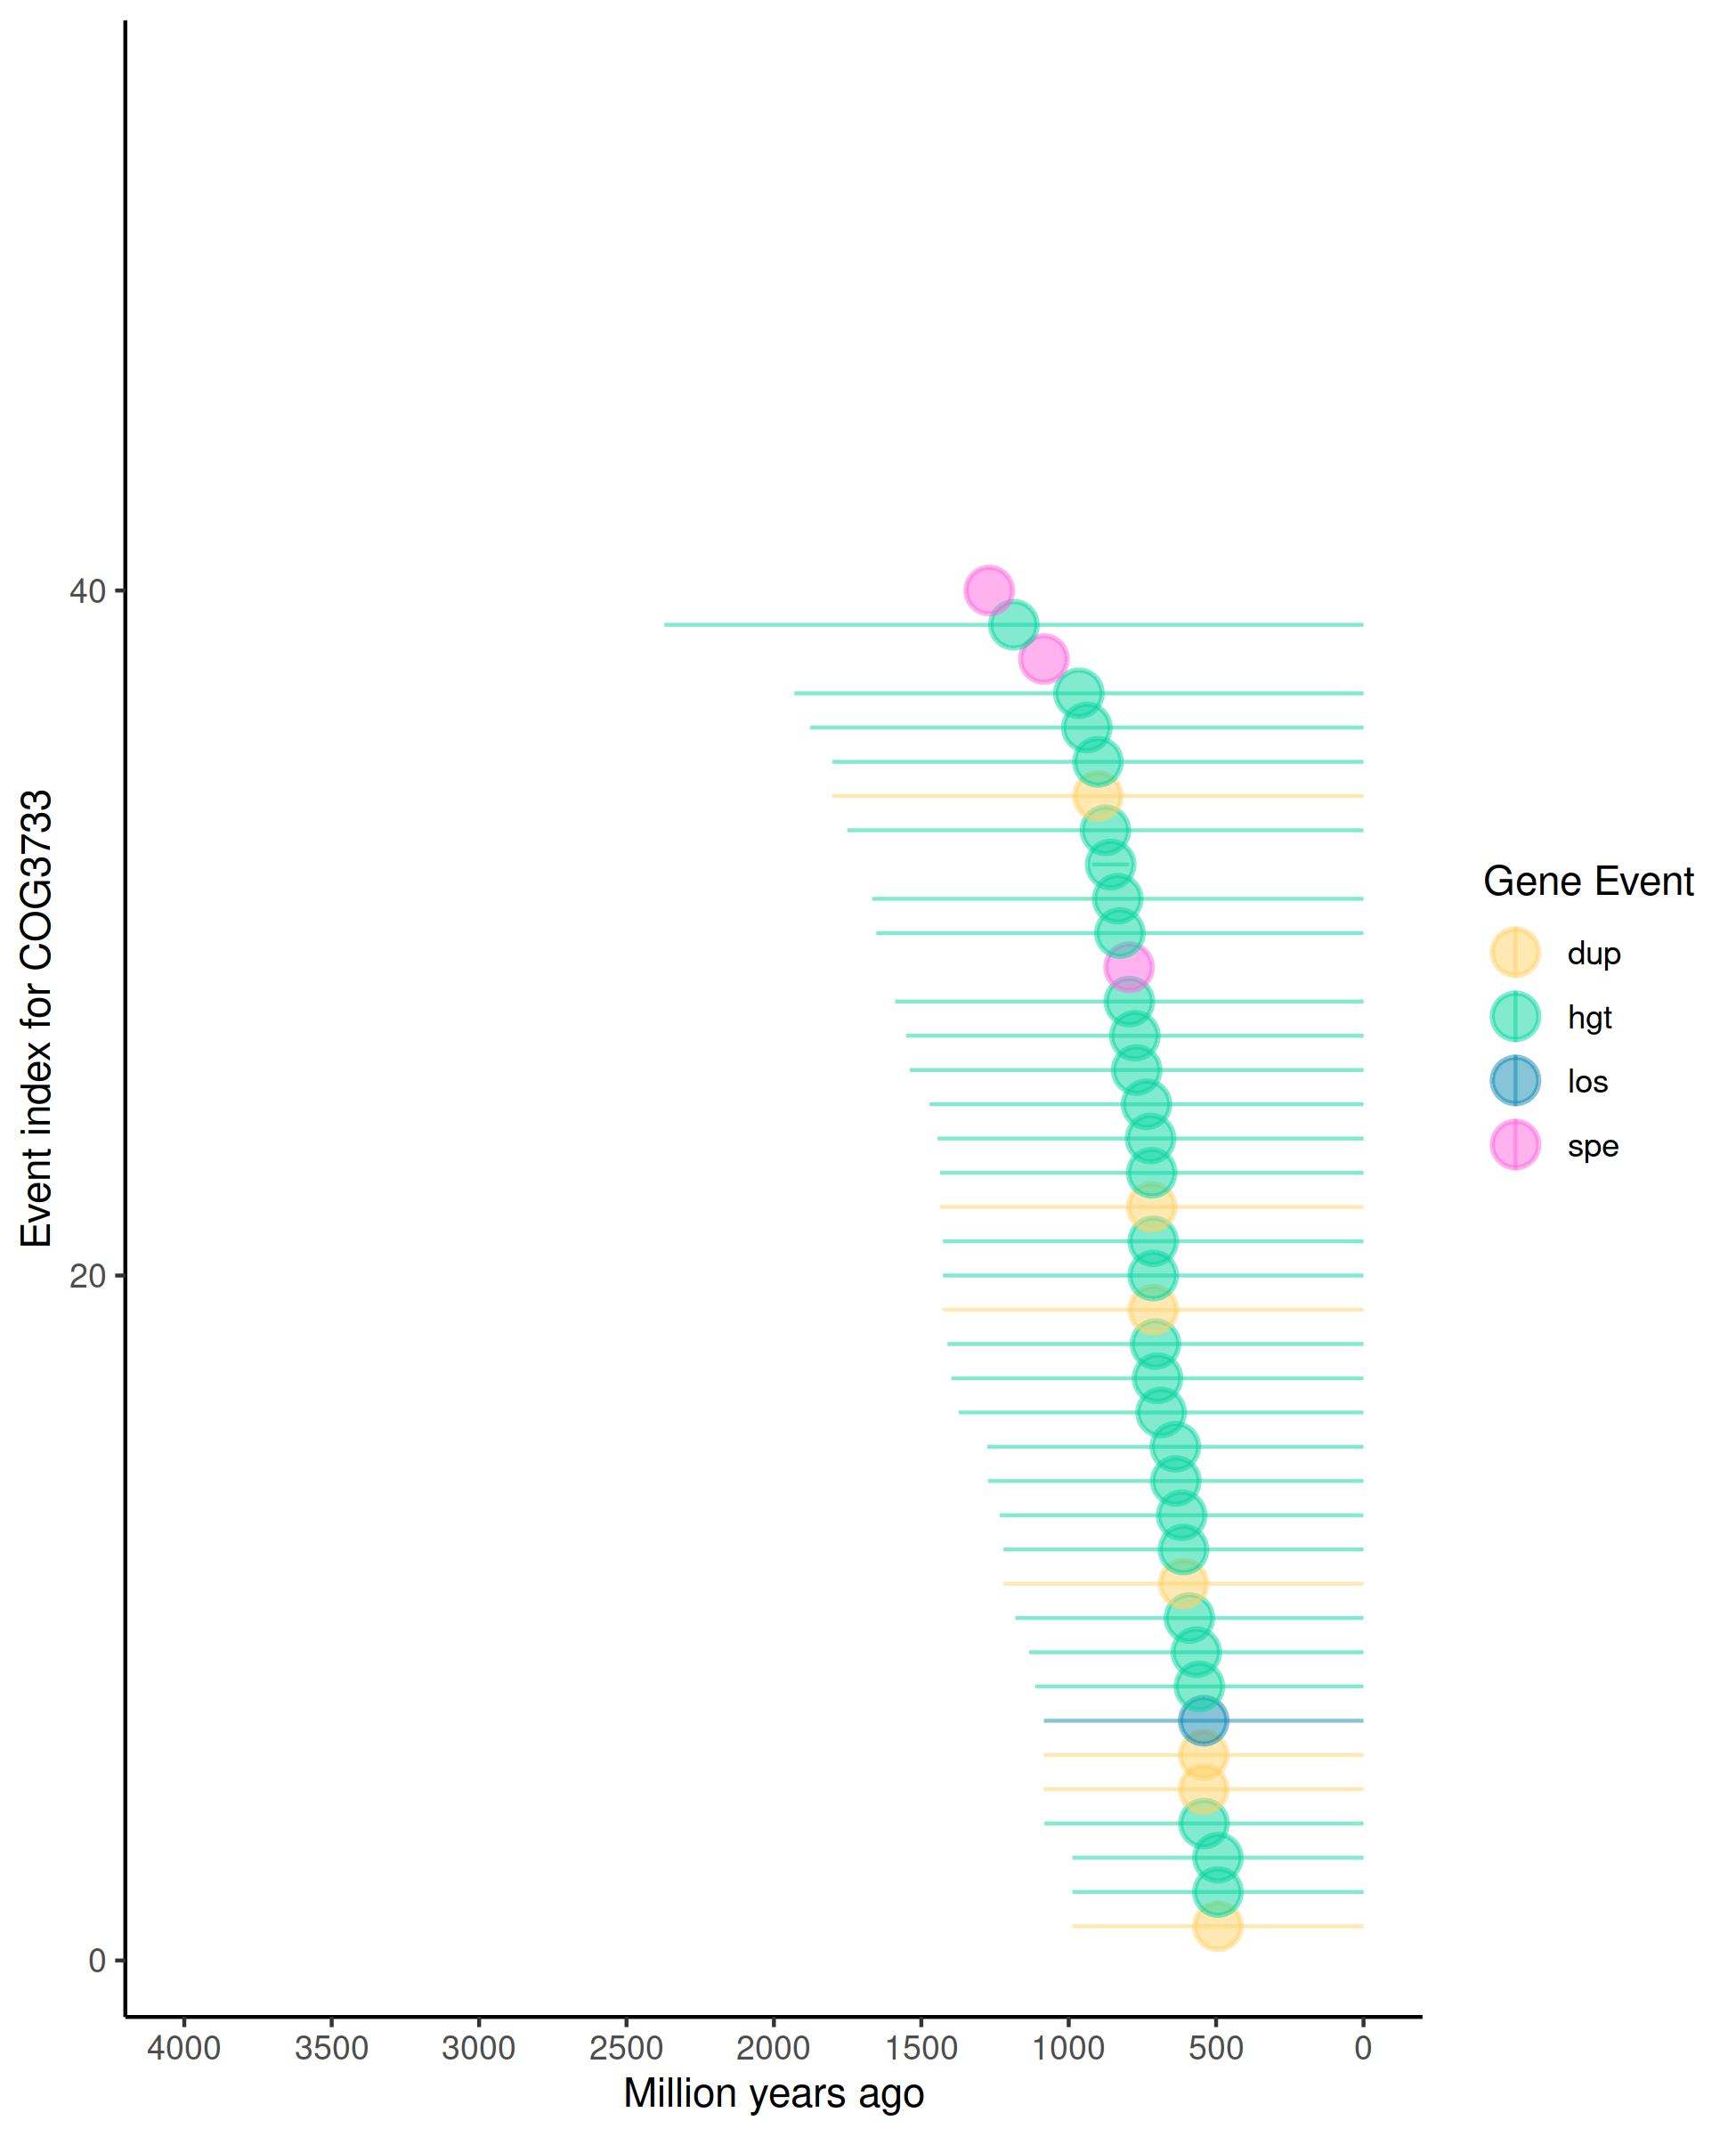 Event index for COG3733
40
20
0
4000 3500 3000 2500 2000 1500 1000 500 0
Million years ago
Gene Event
dup
hgt
los
spe